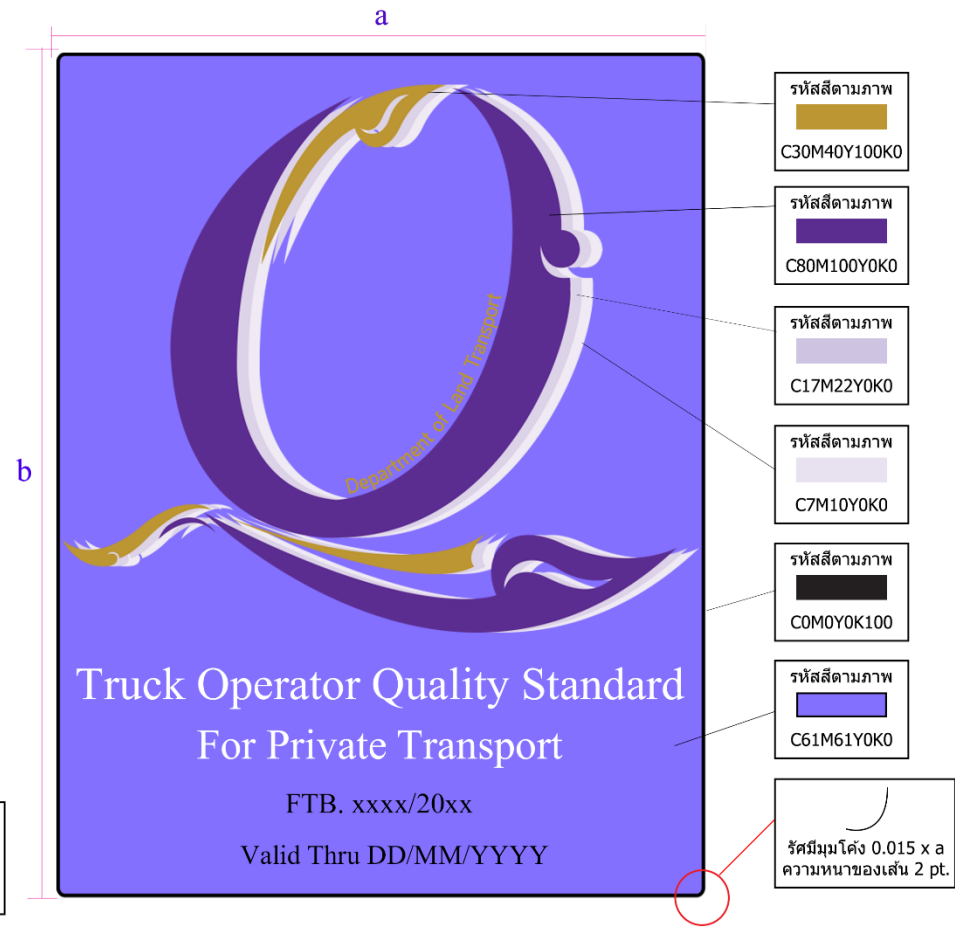 a
b
Department of Land Transport
Truck Operator Quality Standard
For Private Transport
FTB. xxxx/20xx
Valid Thru DD/MM/YYYY
รหัสสีตามภาพ
C30M40Y100K0
รหัสสีตามภาพ
C80M100Y0K0
รหัสสีตามภาพ
C17M22Y0K0
รหัสสีตามภาพ
C7M10Y0K0
รหัสสีตามภาพ
C0M0Y0K100
รหัสสีตามภาพ
C61M61Y0K0
รัศมีมุมโค้ง 0.015 x a
ความหนาของเส้น 2 pt.